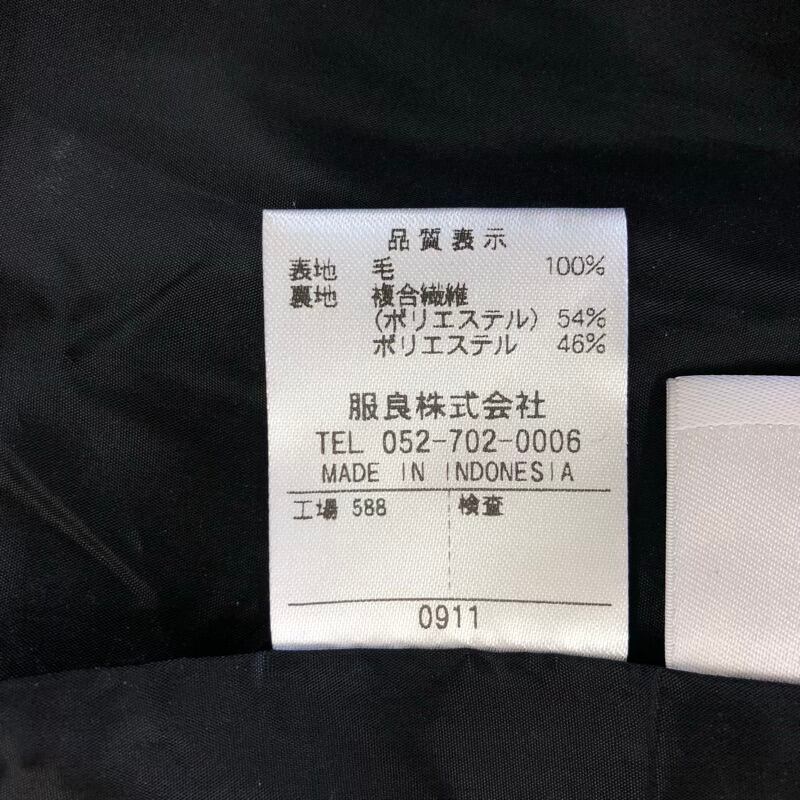 品質表示
表地 毛 100%
裏地 複合繊維
(ポリエステル) 54%
ポリエステル 46%
服良株式会社
TEL 052-702-0006
MADE IN INDONESIA
工場 588 検査
0911